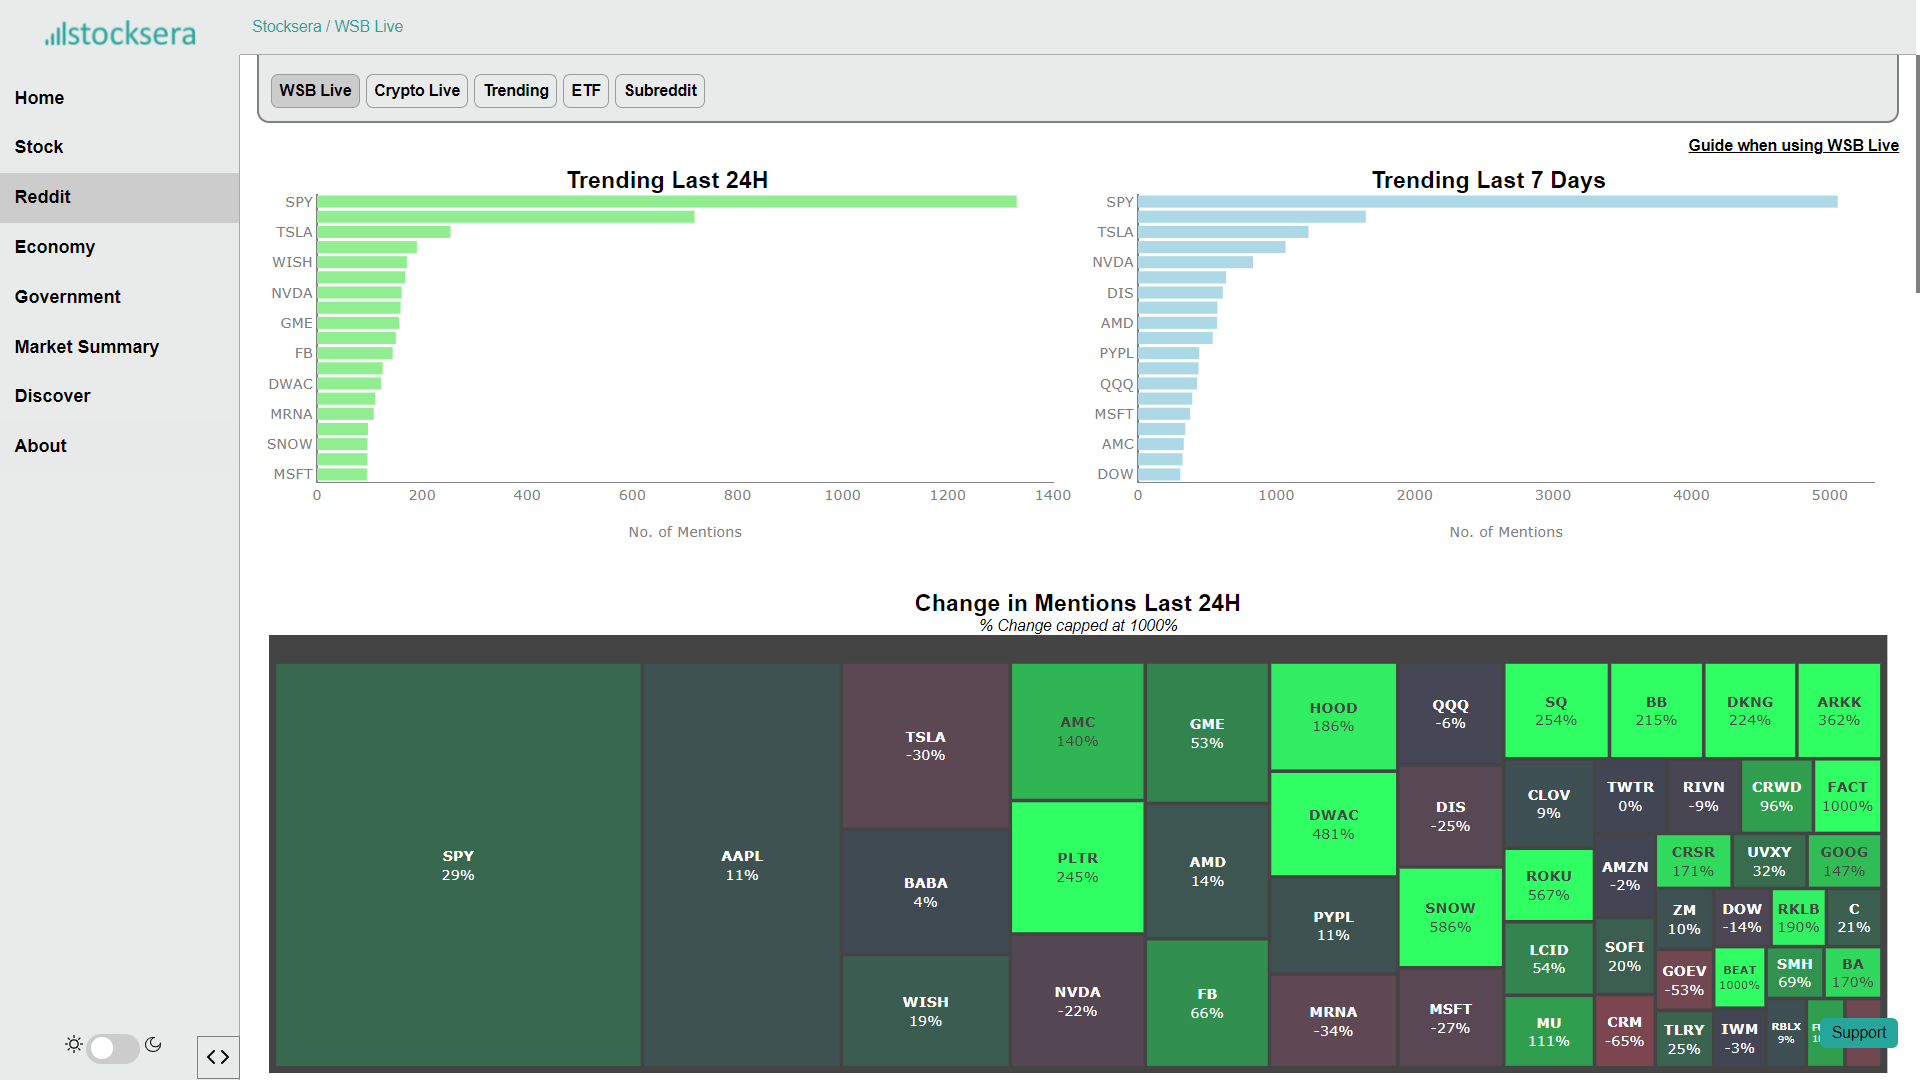 stocksera
Stocksera / WSB Live
Home
Stock
Reddit
Economy
Government
Market Summary
Discover
About
WSB Live
Crypto Live
Trending
ETF
Subreddit
Guide when using WSB Live
Trending Last 24H
SPY
TSLA
WISH
NVDA
GME
FB
DWAC
MRNA
SNOW
MSFT
0 200 400 600 800 1000 1200 1400
No. of Mentions
Trending Last 7 Days
SPY
TSLA
NVDA
DIS
AMD
PYPL
QQQ
MSFT
AMC
DOW
0 1000 2000 3000 4000 5000
No. of Mentions
Change in Mentions Last 24H
% Change capped at 1000%
SPY
29%
AAPL
11%
TSLA
-30%
BABA
4%
WISH
19%
AMC
140%
PLTR
245%
NVDA
-22%
GME
53%
AMD
14%
FB
66%
HOOD
186%
DWAC
481%
PYPL
11%
MRNA
-34%
QQQ
-6%
DIS
-25%
SNOW
586%
MSFT
-27%
SQ
254%
BB
215%
DKNG
224%
ARKK
362%
CLOV
9%
ROKU
567%
LCID
54%
MU
111%
TWTR
0%
RIVN
-9%
CRWD
96%
FACT
1000%
AMZN
-2%
SOFI
20%
CRM
-65%
CRSR
171%
UVXY
32%
GOOG
147%
ZM
10%
DOW
-14%
RKLB
190%
C
21%
GOEV
-53%
BEAT
1000%
SMH
69%
BA
170%
TLRY
25%
IWM
-3%
RBLX
9%
Support